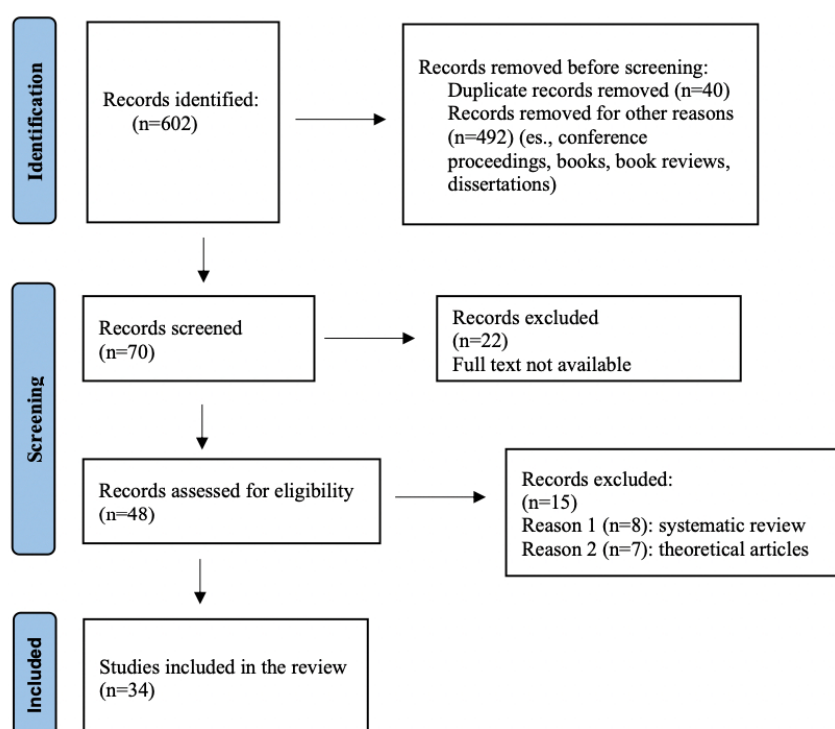 Identification
Records identified:
(n=602)
Records removed before screening:
Duplicate records removed (n=40)
Records removed for other reasons
(n=492) (es., conference
proceedings, books, book reviews,
dissertations)
Screening
Records screened
(n=70)
Records excluded
(n=22)
Full text not available
Records assessed for eligibility
(n=48)
Records excluded:
(n=15)
Reason 1 (n=8): systematic review
Reason 2 (n=7): theoretical articles
Included
Studies included in the review
(n=34)